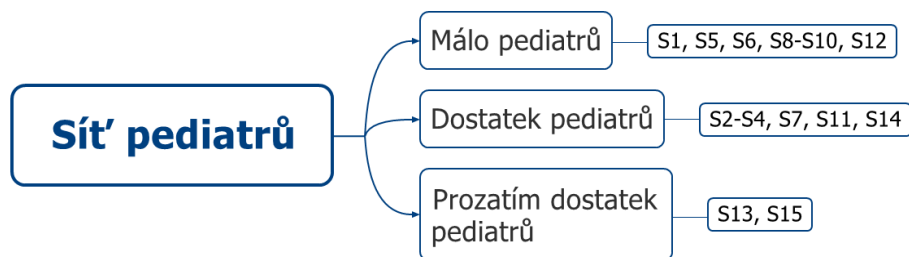 Síť pediatrů
Málo pediatrů
S1, S5, S6, S8-S10, S12
Dostatek pediatrů
S2-S4, S7, S11, S14
Prozatím dostatek
pediatrů
S13, S15